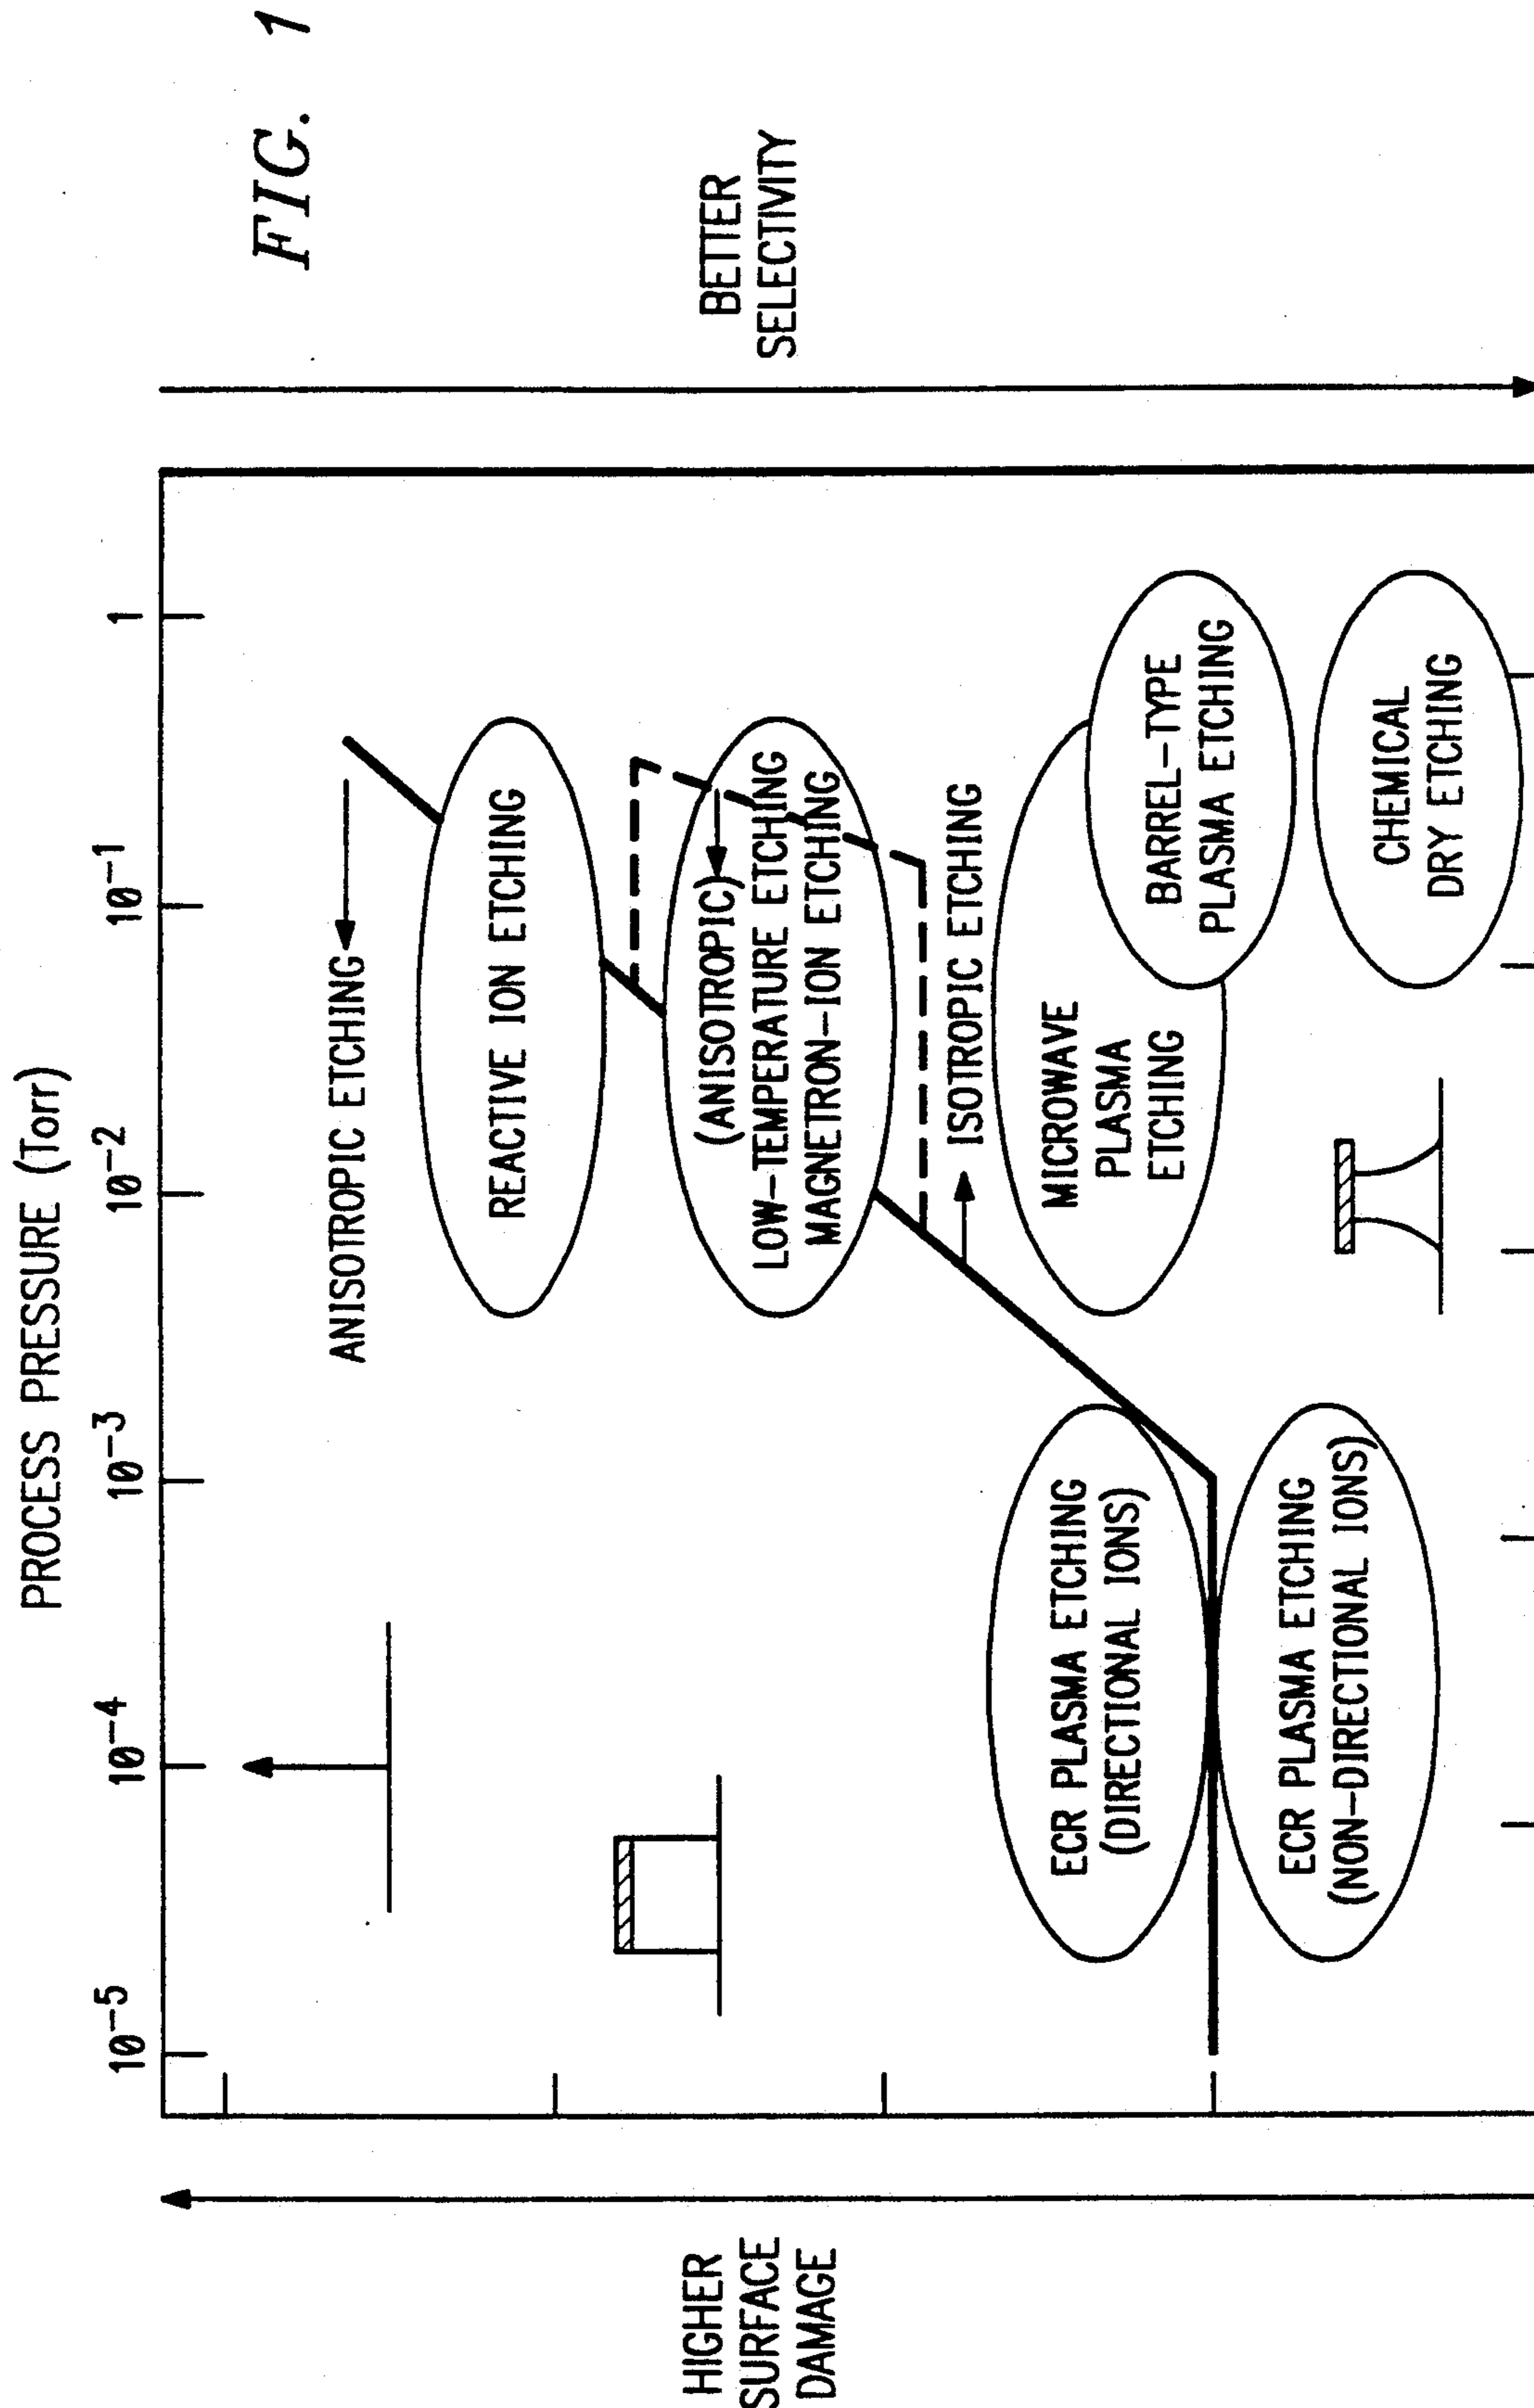 FIG. 1
PROCESS PRESSURE (Torr)
10-5
10-4
10-3
10-2
10-1
1
HIGHER
SURFACE
DAMAGE
BETTER
SELECTIVITY
ANISOTROPIC ETCHING
REACTIVE ION ETCHING
(ANISOTROPIC)
LOW-TEMPERATURE ETCHING
MAGNETRON-ION ETCHING
ISOTROPIC ETCHING
MICROWAVE
PLASMA
ETCHING
BARREL-TYPE
PLASMA ETCHING
ECR PLASMA ETCHING
(DIRECTIONAL IONS)
ECR PLASMA ETCHING
(NON-DIRECTIONAL IONS)
CHEMICAL
DRY ETCHING